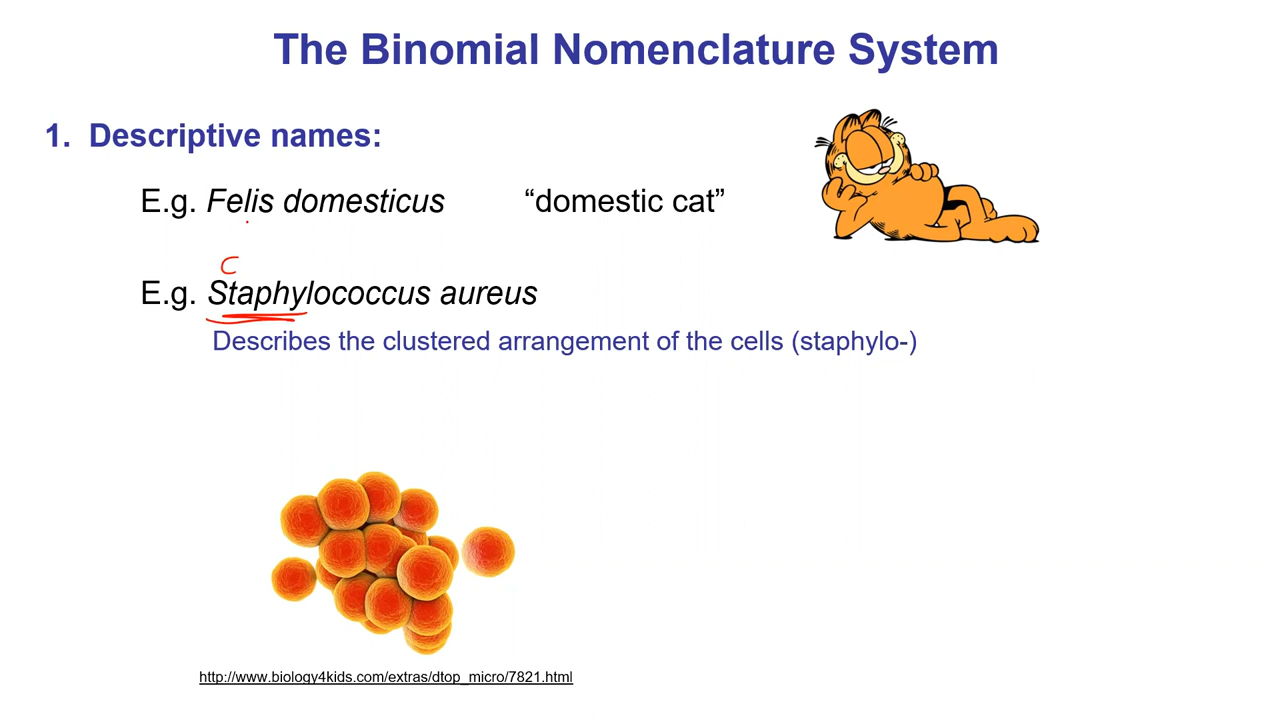 The Binomial Nomenclature System
1. Descriptive names:
E.g. Felis domesticus “domestic cat”
C
E.g. Staphylococcus aureus
Describes the clustered arrangement of the cells (staphylo-)
http://www.biology4kids.com/extras/dtop_micro/7821.html